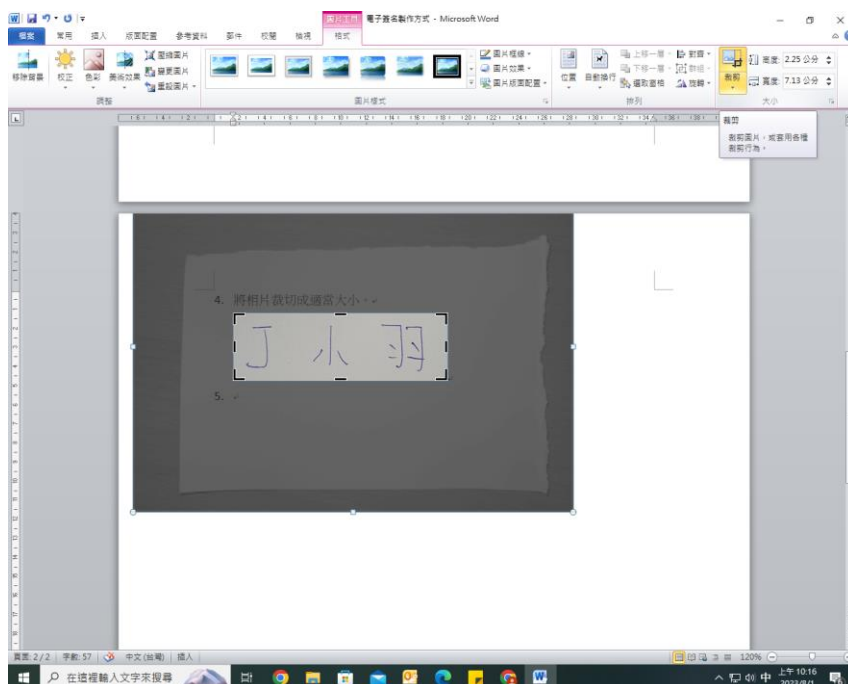 圖片工具 電子簽名製作方式 - Microsoft Word
檔案 常用 插入 版面配置 參考資料 郵件 校閱 檢視 格式
移除背景 校正 色彩 美術效果 壓縮圖片 變更圖片 重設圖片
圖片框線 圖片效果 圖片版面配置
位置 自動換行 上移一層 下移一層 選取窗格 對齊 群組 旋轉
裁剪 高度: 2.25 公分
寬度: 7.13 公分
調整 圖片樣式 排列 大小
裁剪
裁剪圖片,或套用各種
裁剪行為。
4. 將相片裁切成適當大小。
丁 小 羽
5.
頁面: 2/2 字數: 57 中文(台灣) 插入 120%
在這裡輸入文字來搜尋 中 上午 10:16
2023/8/1